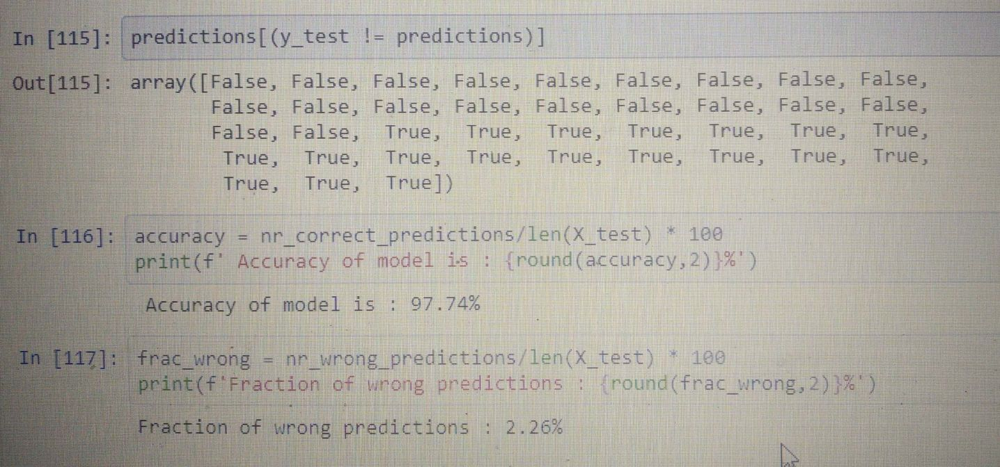 In [115]: predictions[(y_test != predictions)]
Out[115]: array([False, False, False, False, False, False, False, False, False,
False, False, False, False, False, False, False, False, False,
False, False, True, True, True, True, True, True, True,
True, True, True, True, True, True, True, True, True,
True, True, True])
In [116]: accuracy = nr_correct_predictions/len(X_test) * 100
print(f' Accuracy of model is : {round(accuracy,2)}%')
Accuracy of model is : 97.74%
In [117]: frac_wrong = nr_wrong_predictions/len(X_test) * 100
print(f'Fraction of wrong predictions : {round(frac_wrong,2)}%')
Fraction of wrong predictions : 2.26%